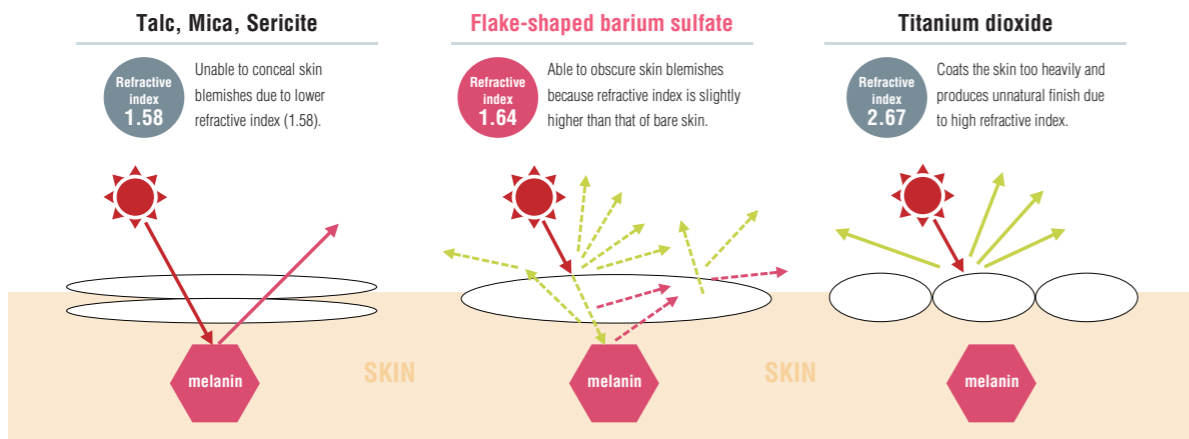 Talc, Mica, Sericite
Refractive
index
1.58
Unable to conceal skin
blemishes due to lower
refractive index (1.58).
Flake-shaped barium sulfate
Refractive
index
1.64
Able to obscure skin blemishes
because refractive index is slightly
higher than that of bare skin.
Titanium dioxide
Refractive
index
2.67
Coats the skin too heavily and
produces unnatural finish due
to high refractive index.
melanin
SKIN
melanin
SKIN
melanin